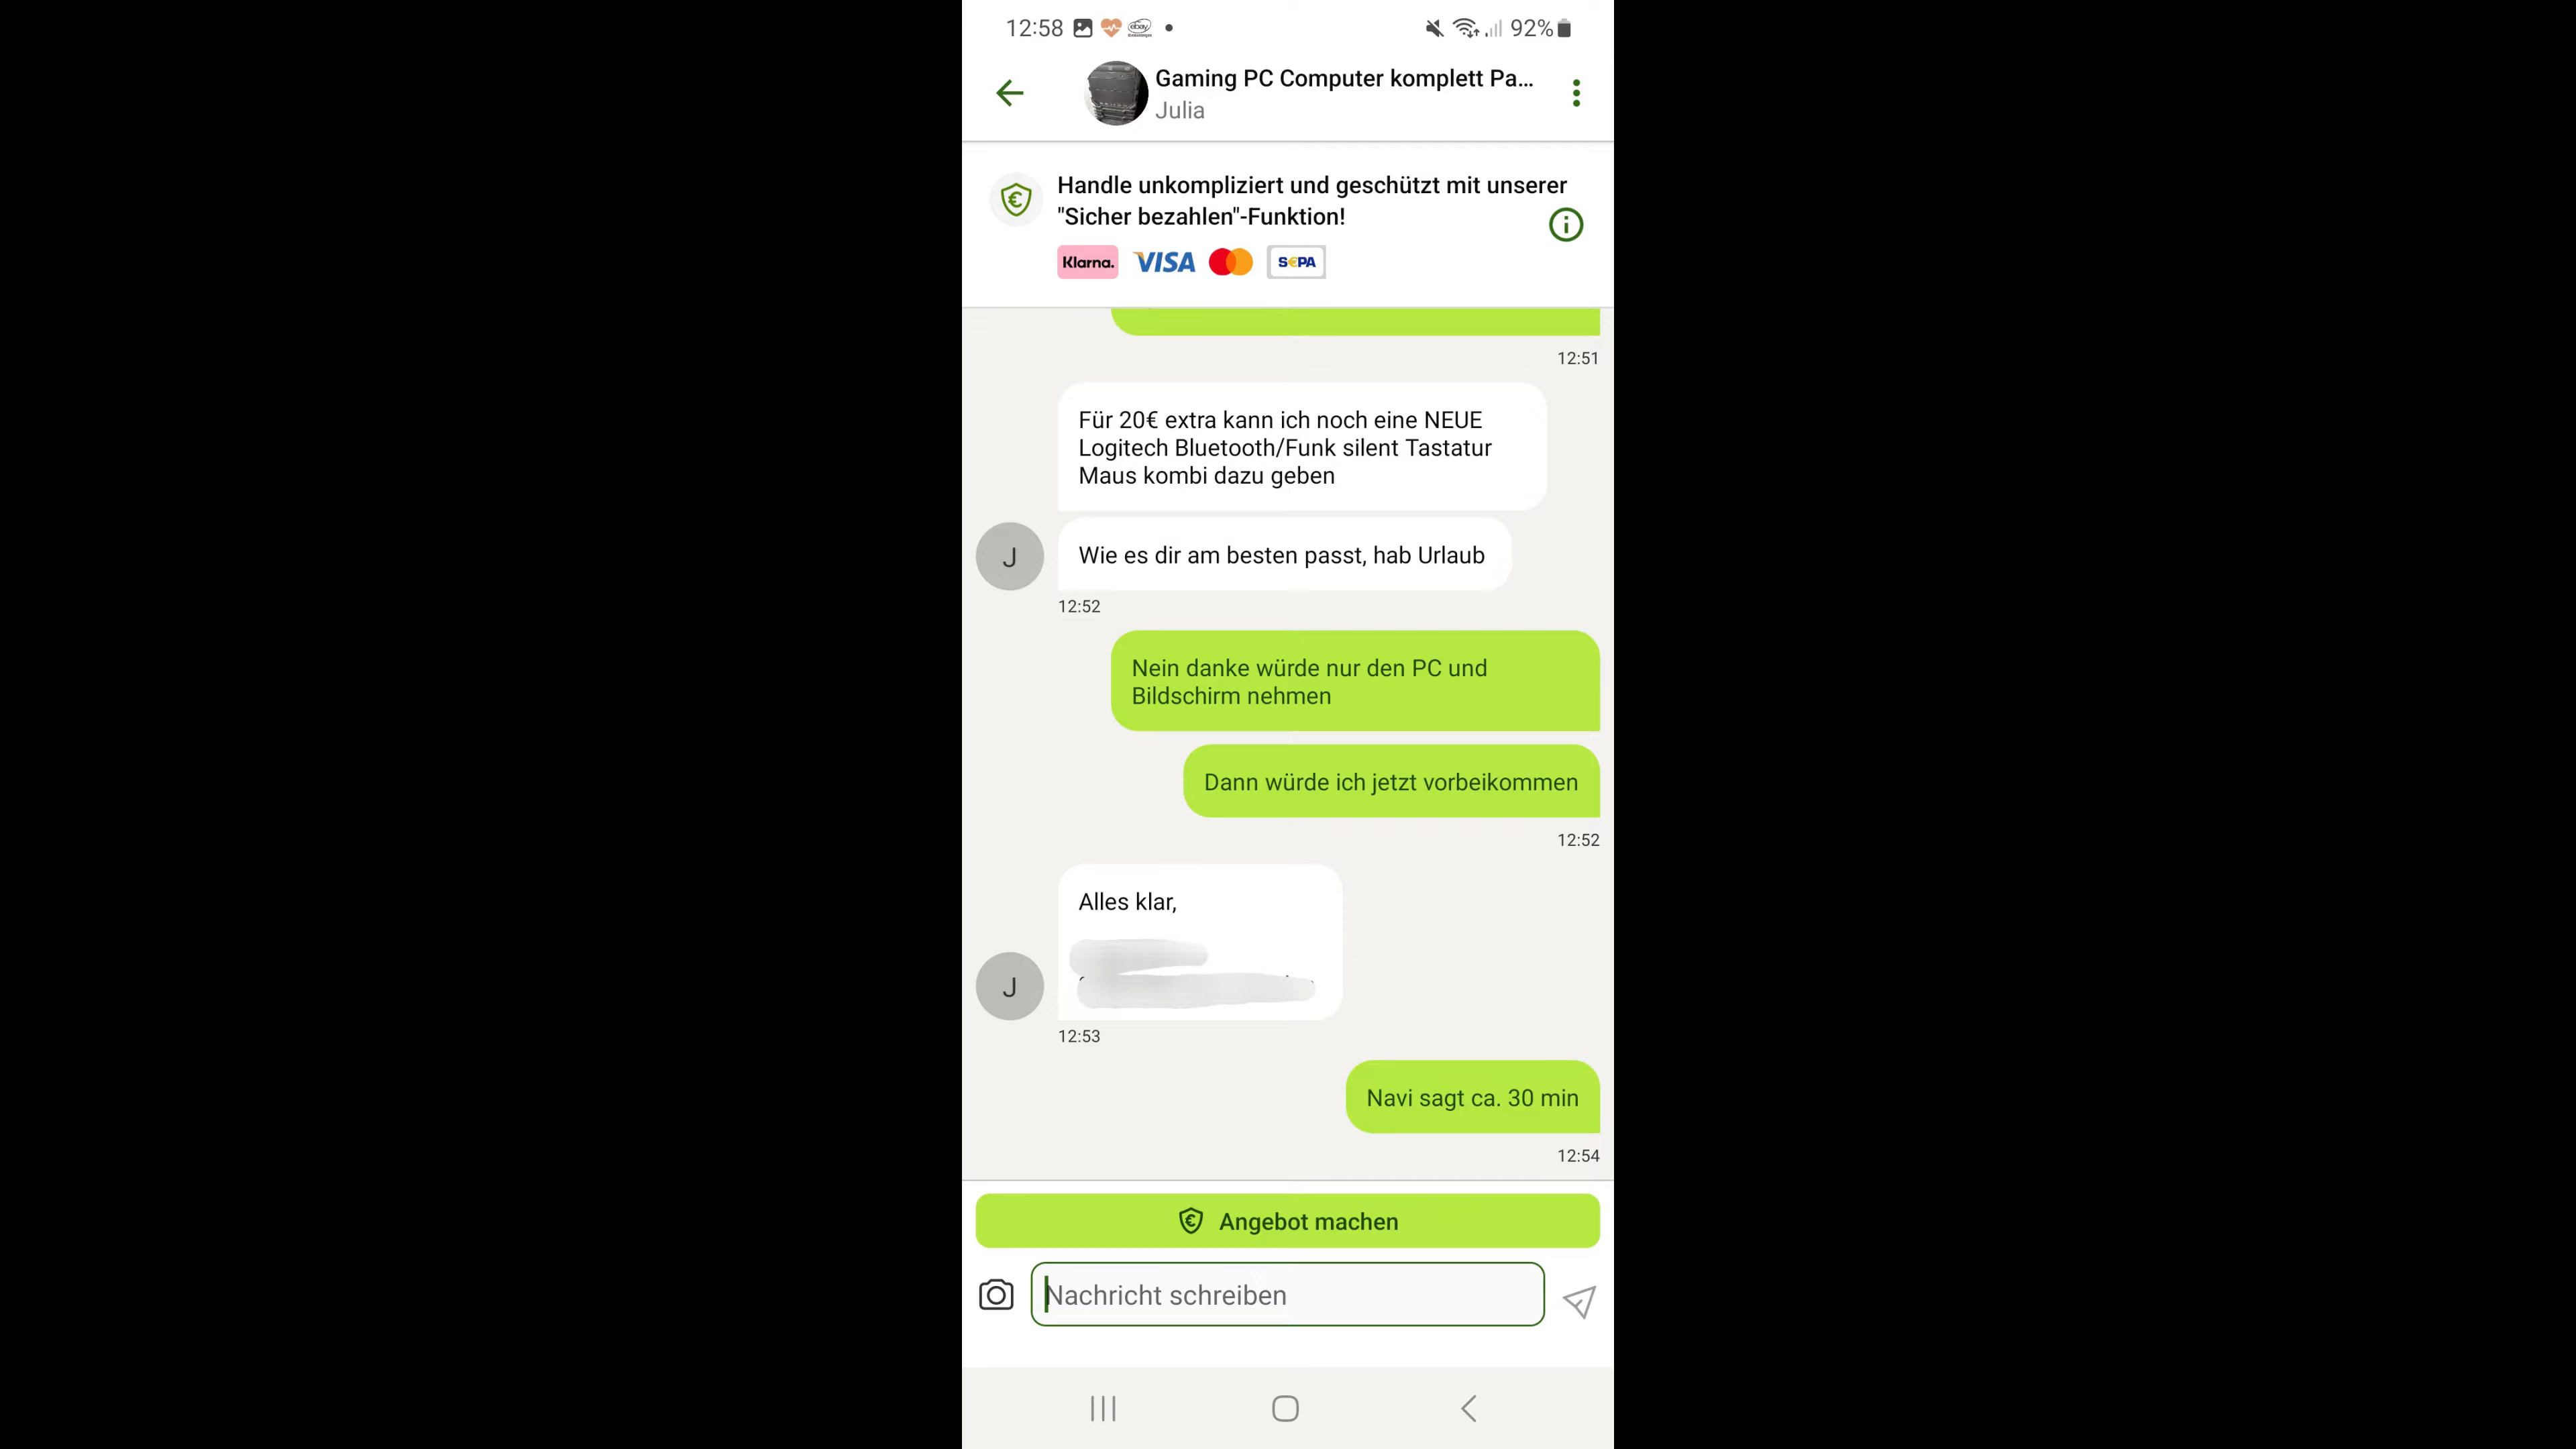 12:58
92%
Gaming PC Computer komplett Pa...
Julia
Handle unkompliziert und geschützt mit unserer
"Sicher bezahlen"-Funktion!
Klarna. VISA SEPA
12:51
Für 20€ extra kann ich noch eine NEUE
Logitech Bluetooth/Funk silent Tastatur
Maus kombi dazu geben
J
Wie es dir am besten passt, hab Urlaub
12:52
Nein danke würde nur den PC und
Bildschirm nehmen
Dann würde ich jetzt vorbeikommen
12:52
Alles klar,
J
12:53
Navi sagt ca. 30 min
12:54
Angebot machen
Nachricht schreiben